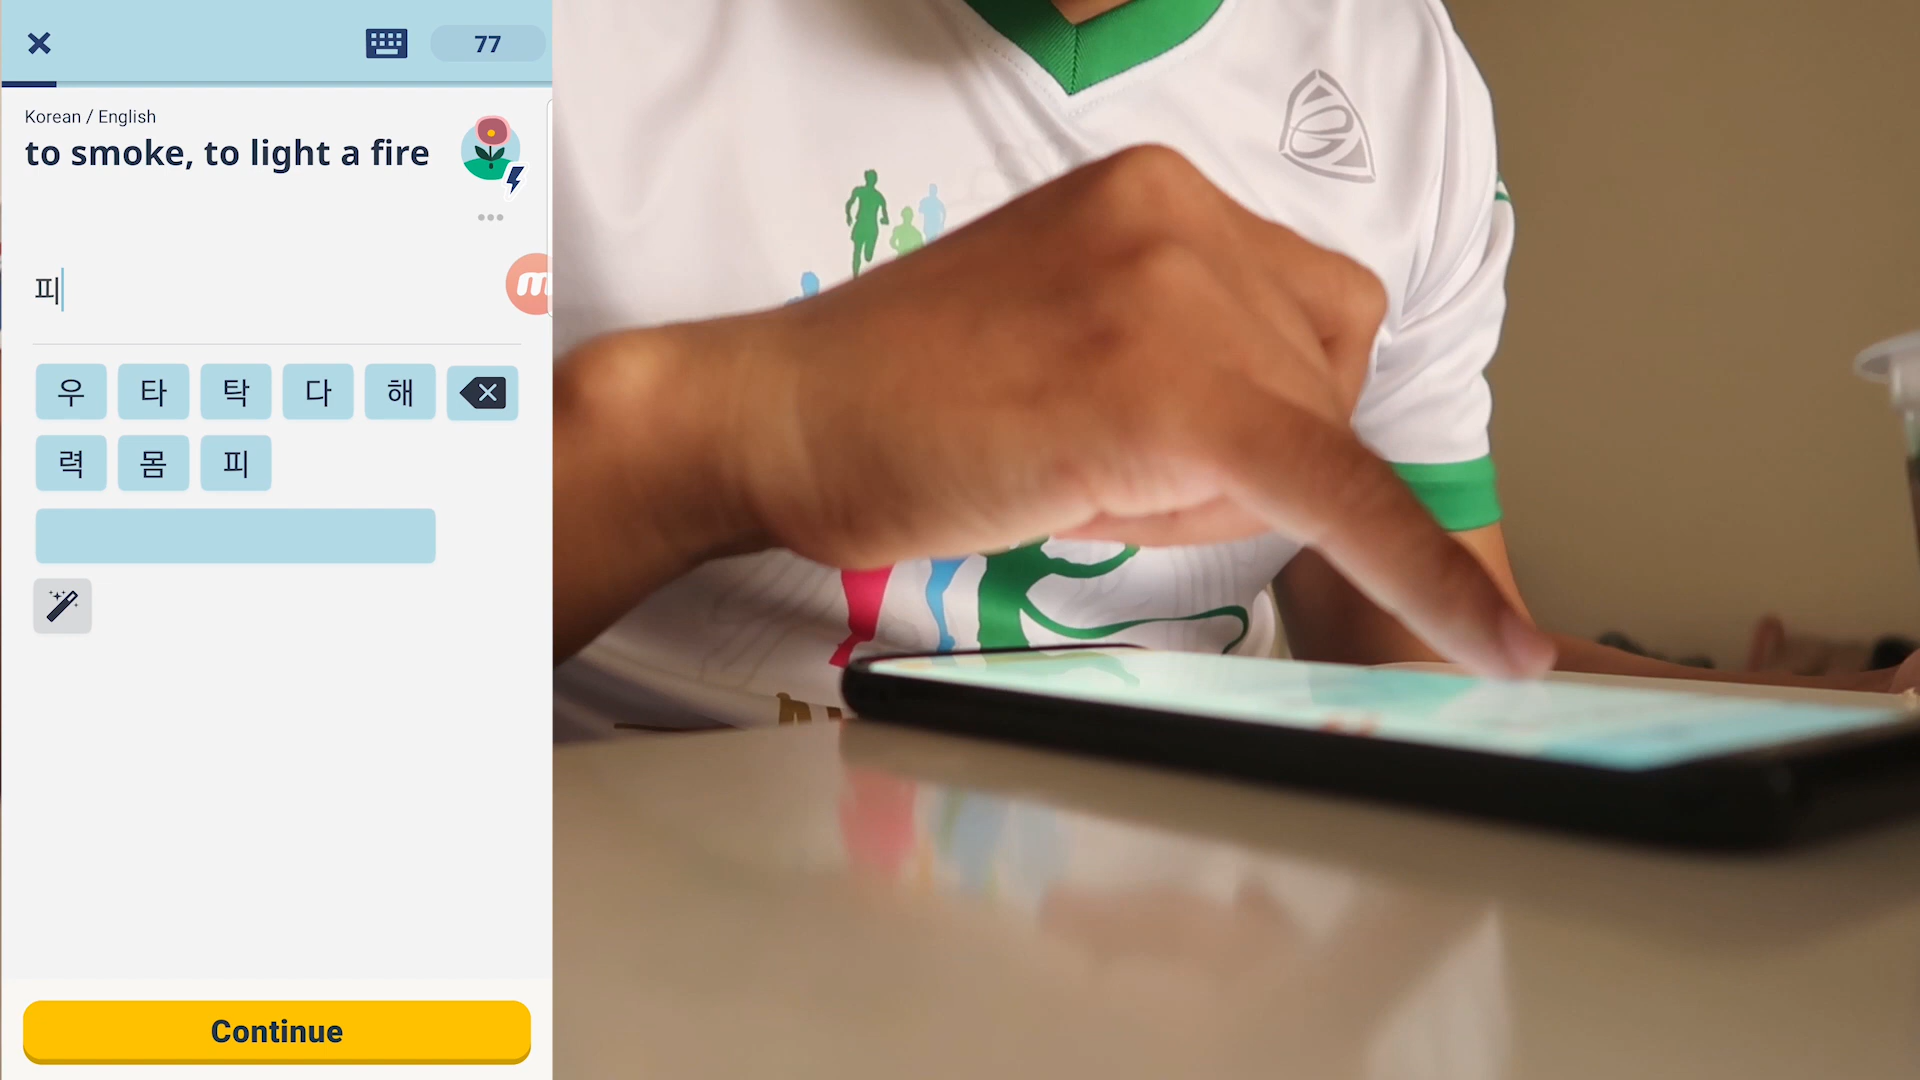 77
Korean / English
to smoke, to light a fire
피
우 타 탁 다 해
력 몸 피
Continue